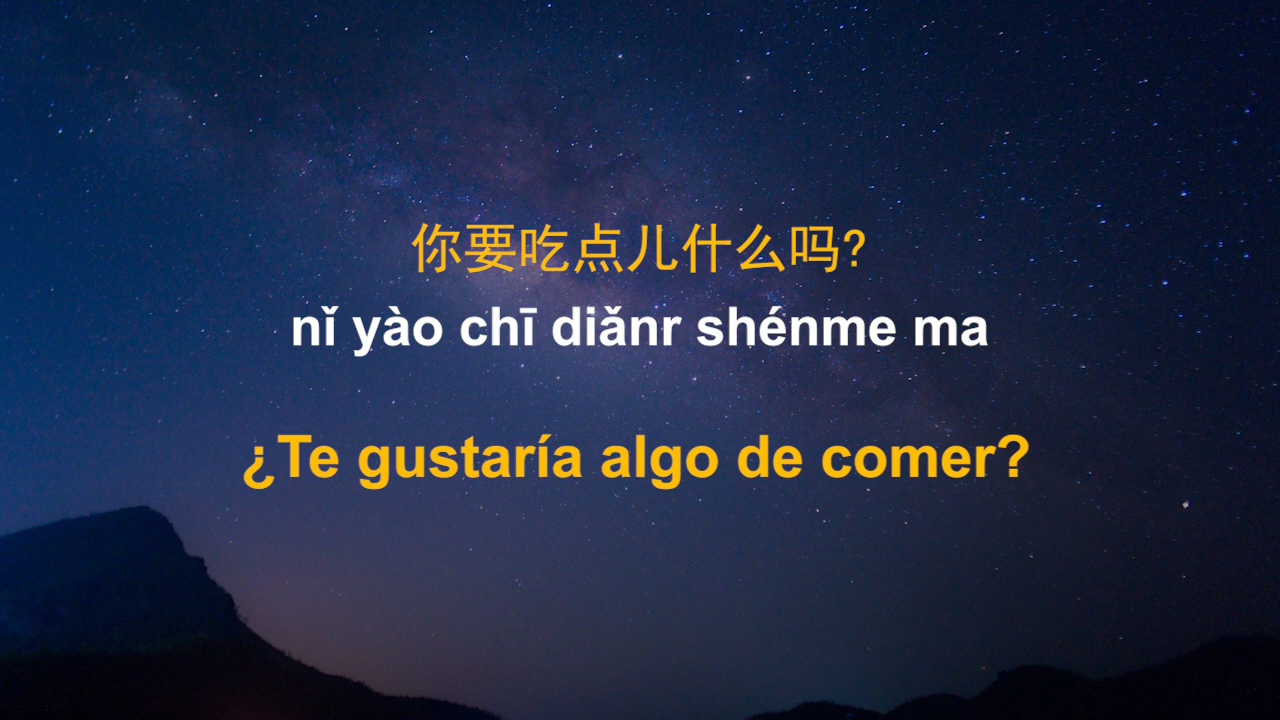 你要吃点儿什么吗?
nǐ yào chī diǎnr shénme ma
¿Te gustaría algo de comer?